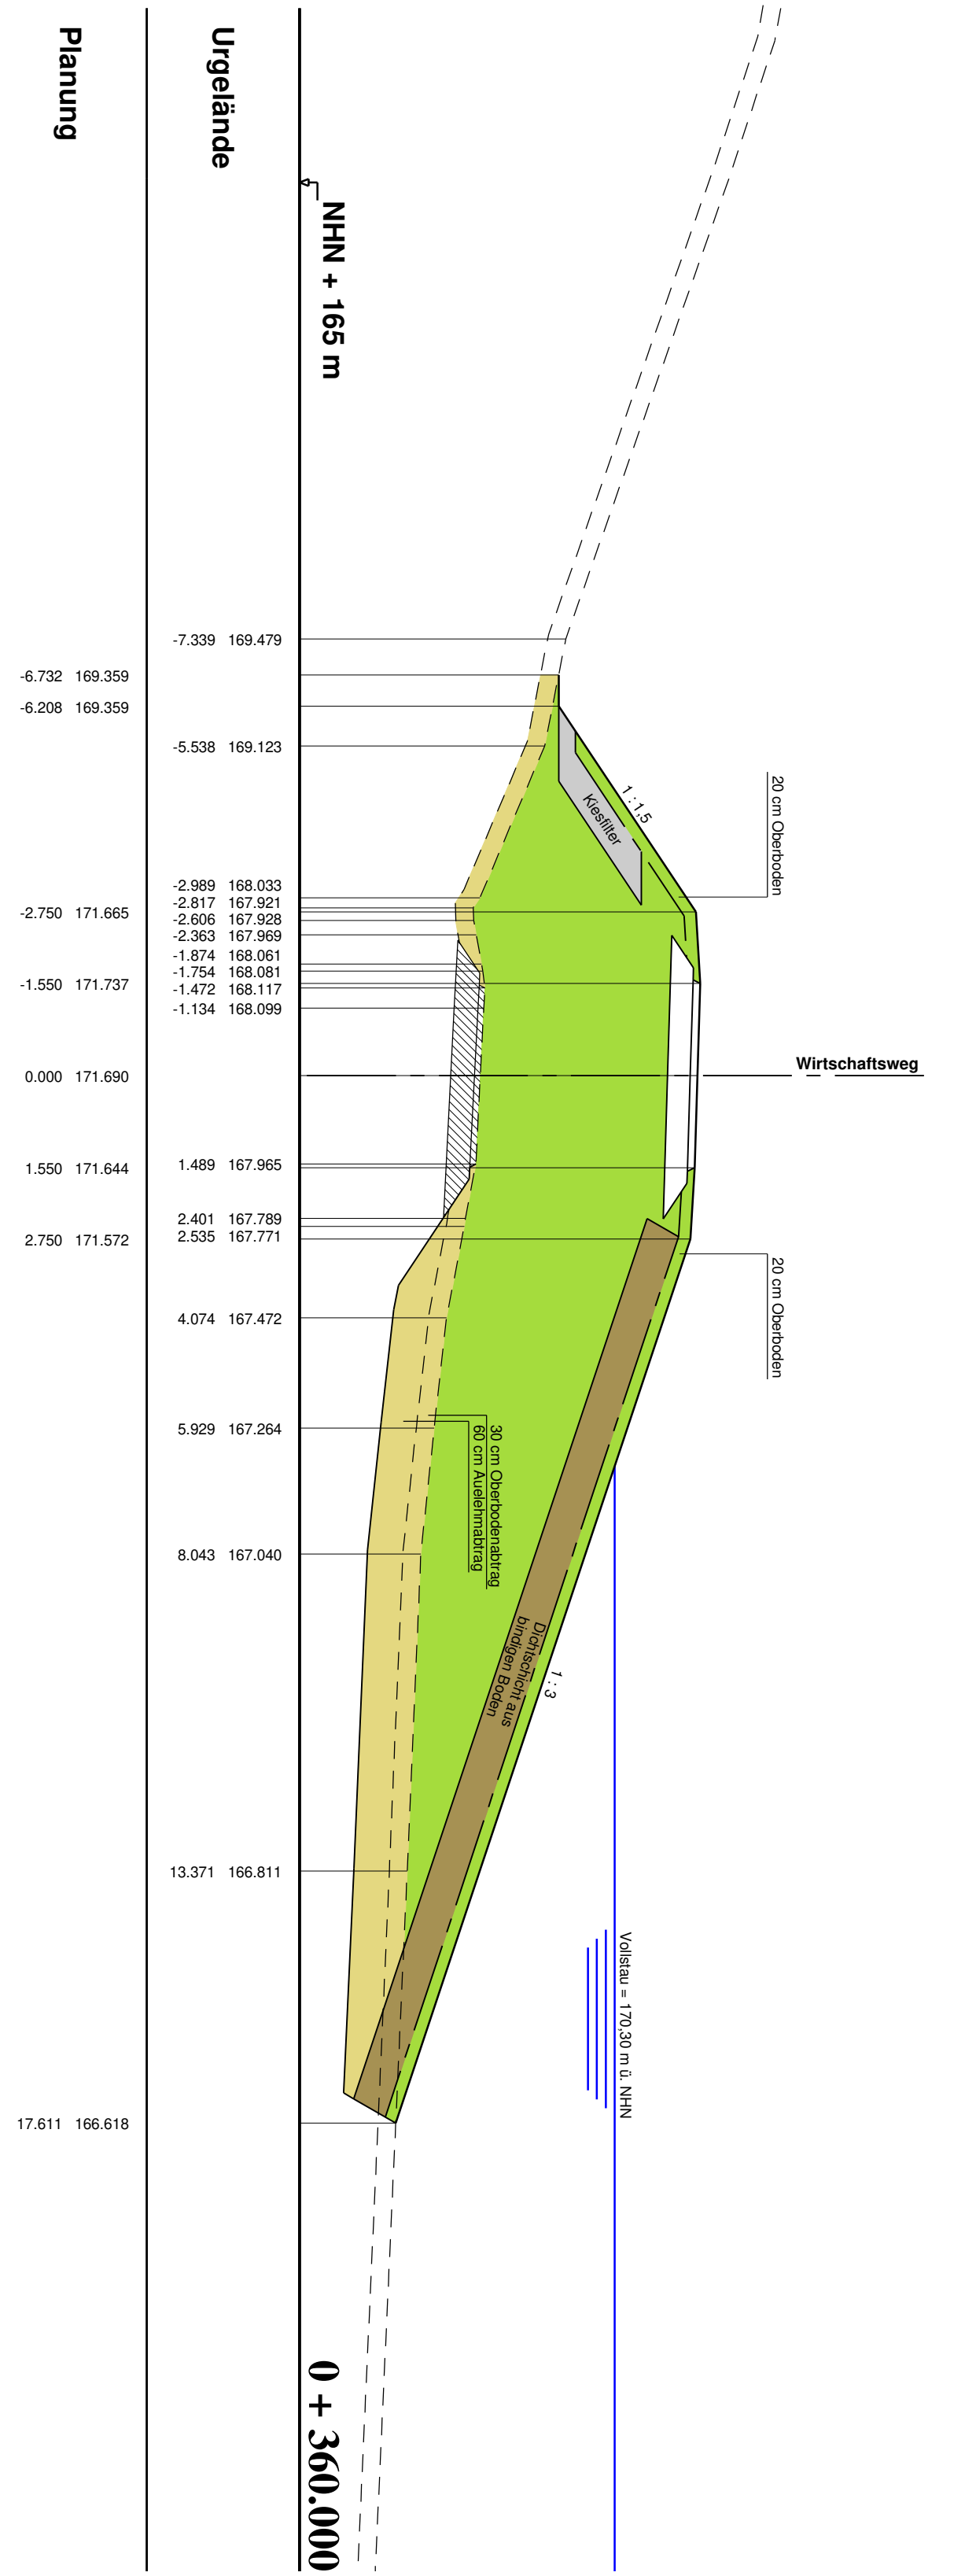 Wirtschaftsweg
20 cm Oberboden
20 cm Oberboden
1 : 1,5
Kiesfilter
Vollstau = 170,30 m ü. NHN
1 : 3
Dichtschicht aus
bindigen Boden
30 cm Oberbodenabtrag
60 cm Auelehmabtrag
NHN + 165 m
0 + 360.000
Urgelände
-7.339 169.479
-5.538 169.123
-2.989 168.033
-2.817 167.921
-2.606 167.928
-2.363 167.969
-1.874 168.061
-1.754 168.081
-1.472 168.117
-1.134 168.099
1.489 167.965
2.401 167.789
2.535 167.771
4.074 167.472
5.929 167.264
8.043 167.040
13.371 166.811
Planung
-6.732 169.359
-6.208 169.359
-2.750 171.665
-1.550 171.737
0.000 171.690
1.550 171.644
2.750 171.572
17.611 166.618